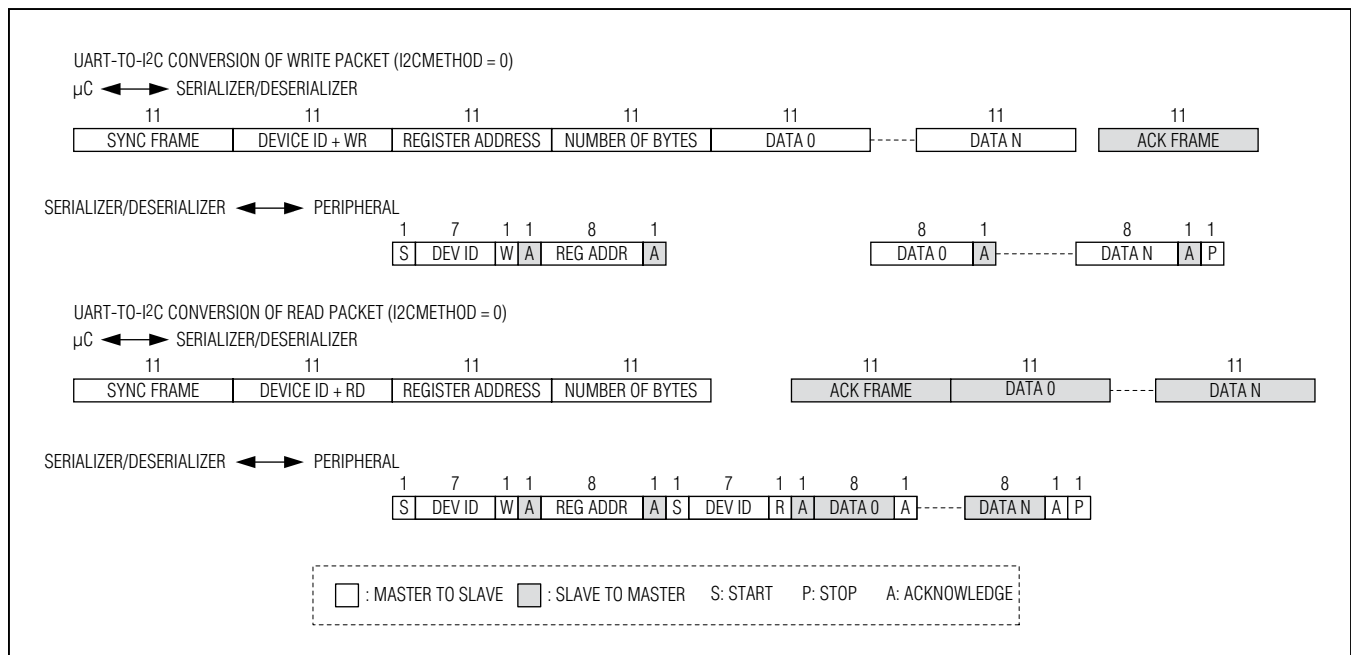 UART-TO-I2C CONVERSION OF WRITE PACKET (I2CMETHOD = 0)
µC SERIALIZER/DESERIALIZER
11 11 11 11 11 11 11
SYNC FRAME DEVICE ID + WR REGISTER ADDRESS NUMBER OF BYTES DATA 0 DATA N ACK FRAME
SERIALIZER/DESERIALIZER PERIPHERAL
1 7 1 1 8 1 8 1 8 1 1
S DEV ID W A REG ADDR A DATA 0 A DATA N A P
UART-TO-I2C CONVERSION OF READ PACKET (I2CMETHOD = 0)
µC SERIALIZER/DESERIALIZER
11 11 11 11 11 11 11
SYNC FRAME DEVICE ID + RD REGISTER ADDRESS NUMBER OF BYTES ACK FRAME DATA 0 DATA N
SERIALIZER/DESERIALIZER PERIPHERAL
1 7 1 1 8 1 1 7 1 1 8 1 8 1 1
S DEV ID W A REG ADDR A S DEV ID R A DATA 0 A DATA N A P
: MASTER TO SLAVE : SLAVE TO MASTER S: START P: STOP A: ACKNOWLEDGE